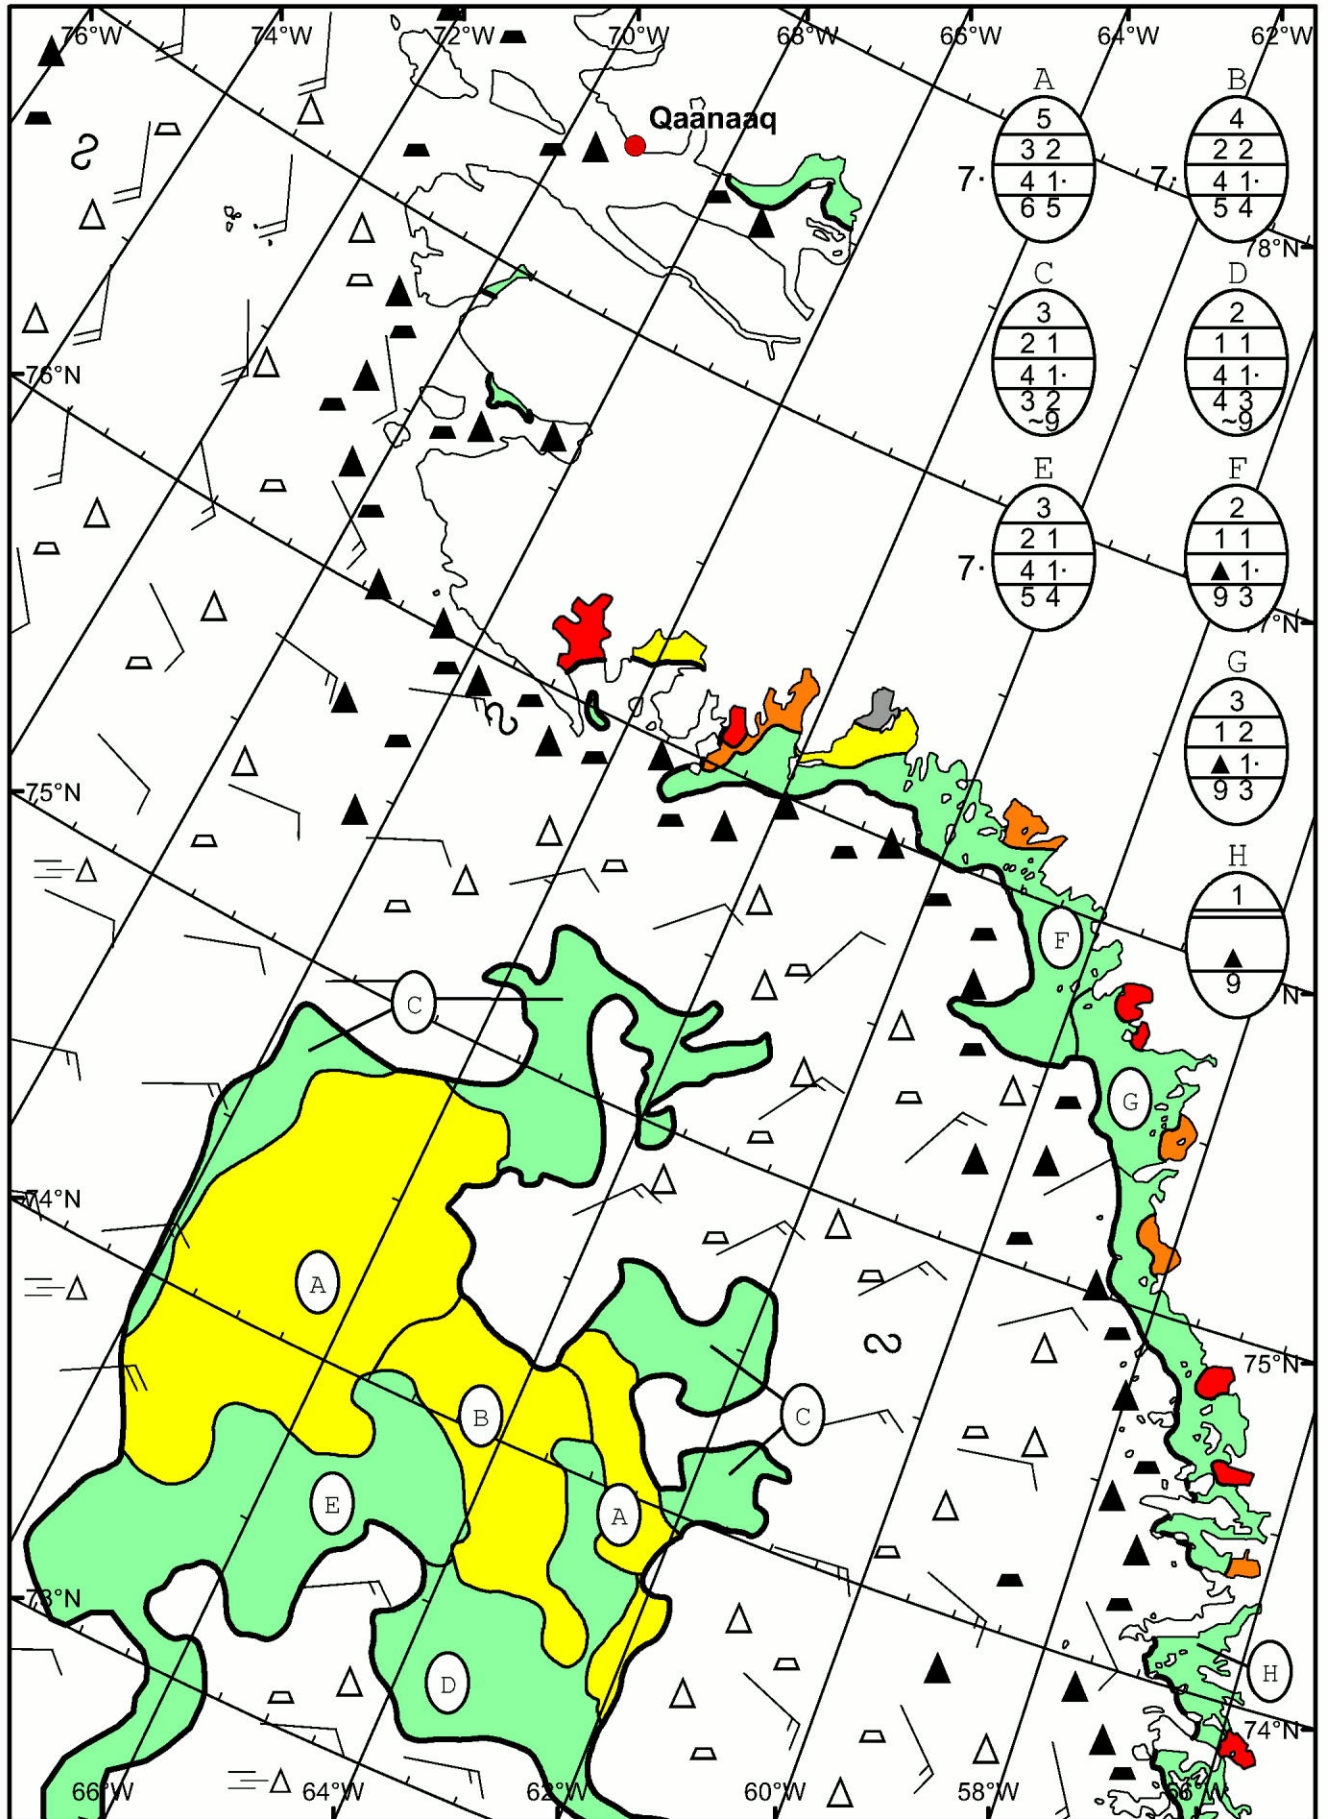 76°W 74°W 72°W 70°W 68°W 66°W 64°W 62°W
Qaanaaq
A
5
3 2
7· 4 1·
6 5
B
4
2 2
7· 4 1·
5 4
78°N
C
3
2 1
4 1·
3 2
~9
D
2
1 1
4 1·
4 3
~9
76°N
E
3
2 1
7· 4 1·
5 4
F
2
1 1
▲ 1·
9 3
7°N
G
3
1 2
▲ 1·
9 3
75°N
H
1
▲
9
F
N
C
G
74°N
A
75°N
B
C
E
A
73°N
D
H
74°N
66°W 64°W 62°W 60°W 58°W 56°W